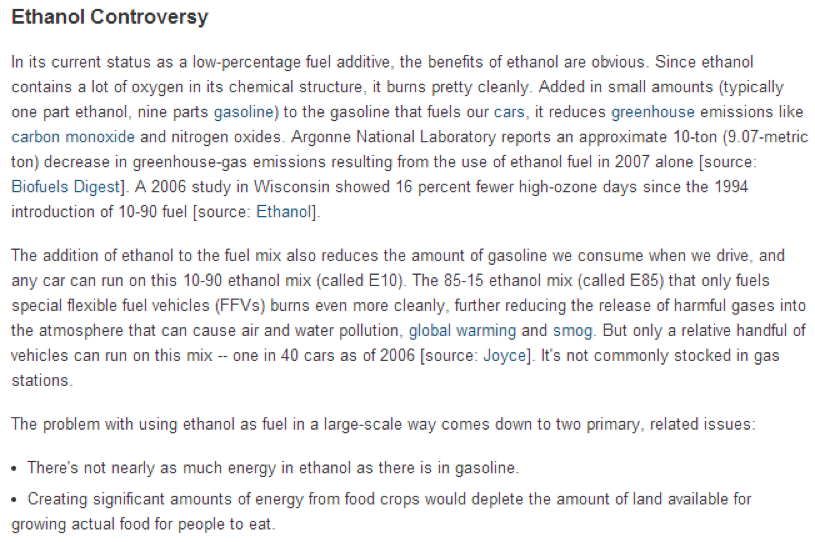 Ethanol Controversy
In its current status as a low-percentage fuel additive, the benefits of ethanol are obvious. Since ethanol
contains a lot of oxygen in its chemical structure, it burns pretty cleanly. Added in small amounts (typically
one part ethanol, nine parts gasoline) to the gasoline that fuels our cars, it reduces greenhouse emissions like
carbon monoxide and nitrogen oxides. Argonne National Laboratory reports an approximate 10-ton (9.07-metric
ton) decrease in greenhouse-gas emissions resulting from the use of ethanol fuel in 2007 alone [source:
Biofuels Digest]. A 2006 study in Wisconsin showed 16 percent fewer high-ozone days since the 1994
introduction of 10-90 fuel [source: Ethanol].
The addition of ethanol to the fuel mix also reduces the amount of gasoline we consume when we drive, and
any car can run on this 10-90 ethanol mix (called E10). The 85-15 ethanol mix (called E85) that only fuels
special flexible fuel vehicles (FFVs) burns even more cleanly, further reducing the release of harmful gases into
the atmosphere that can cause air and water pollution, global warming and smog. But only a relative handful of
vehicles can run on this mix -- one in 40 cars as of 2006 [source: Joyce]. It's not commonly stocked in gas
stations.
The problem with using ethanol as fuel in a large-scale way comes down to two primary, related issues:
• There's not nearly as much energy in ethanol as there is in gasoline.
• Creating significant amounts of energy from food crops would deplete the amount of land available for
growing actual food for people to eat.